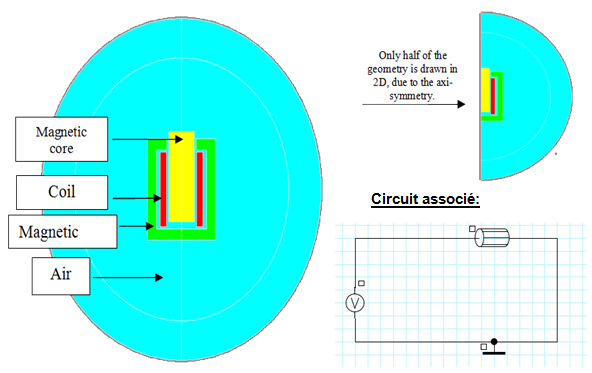 Magnetic
core
Coil
Magnetic
Air
Only half of the
geometry is drawn in
2D, due to the axi-
symmetry.
Circuit associé:
V